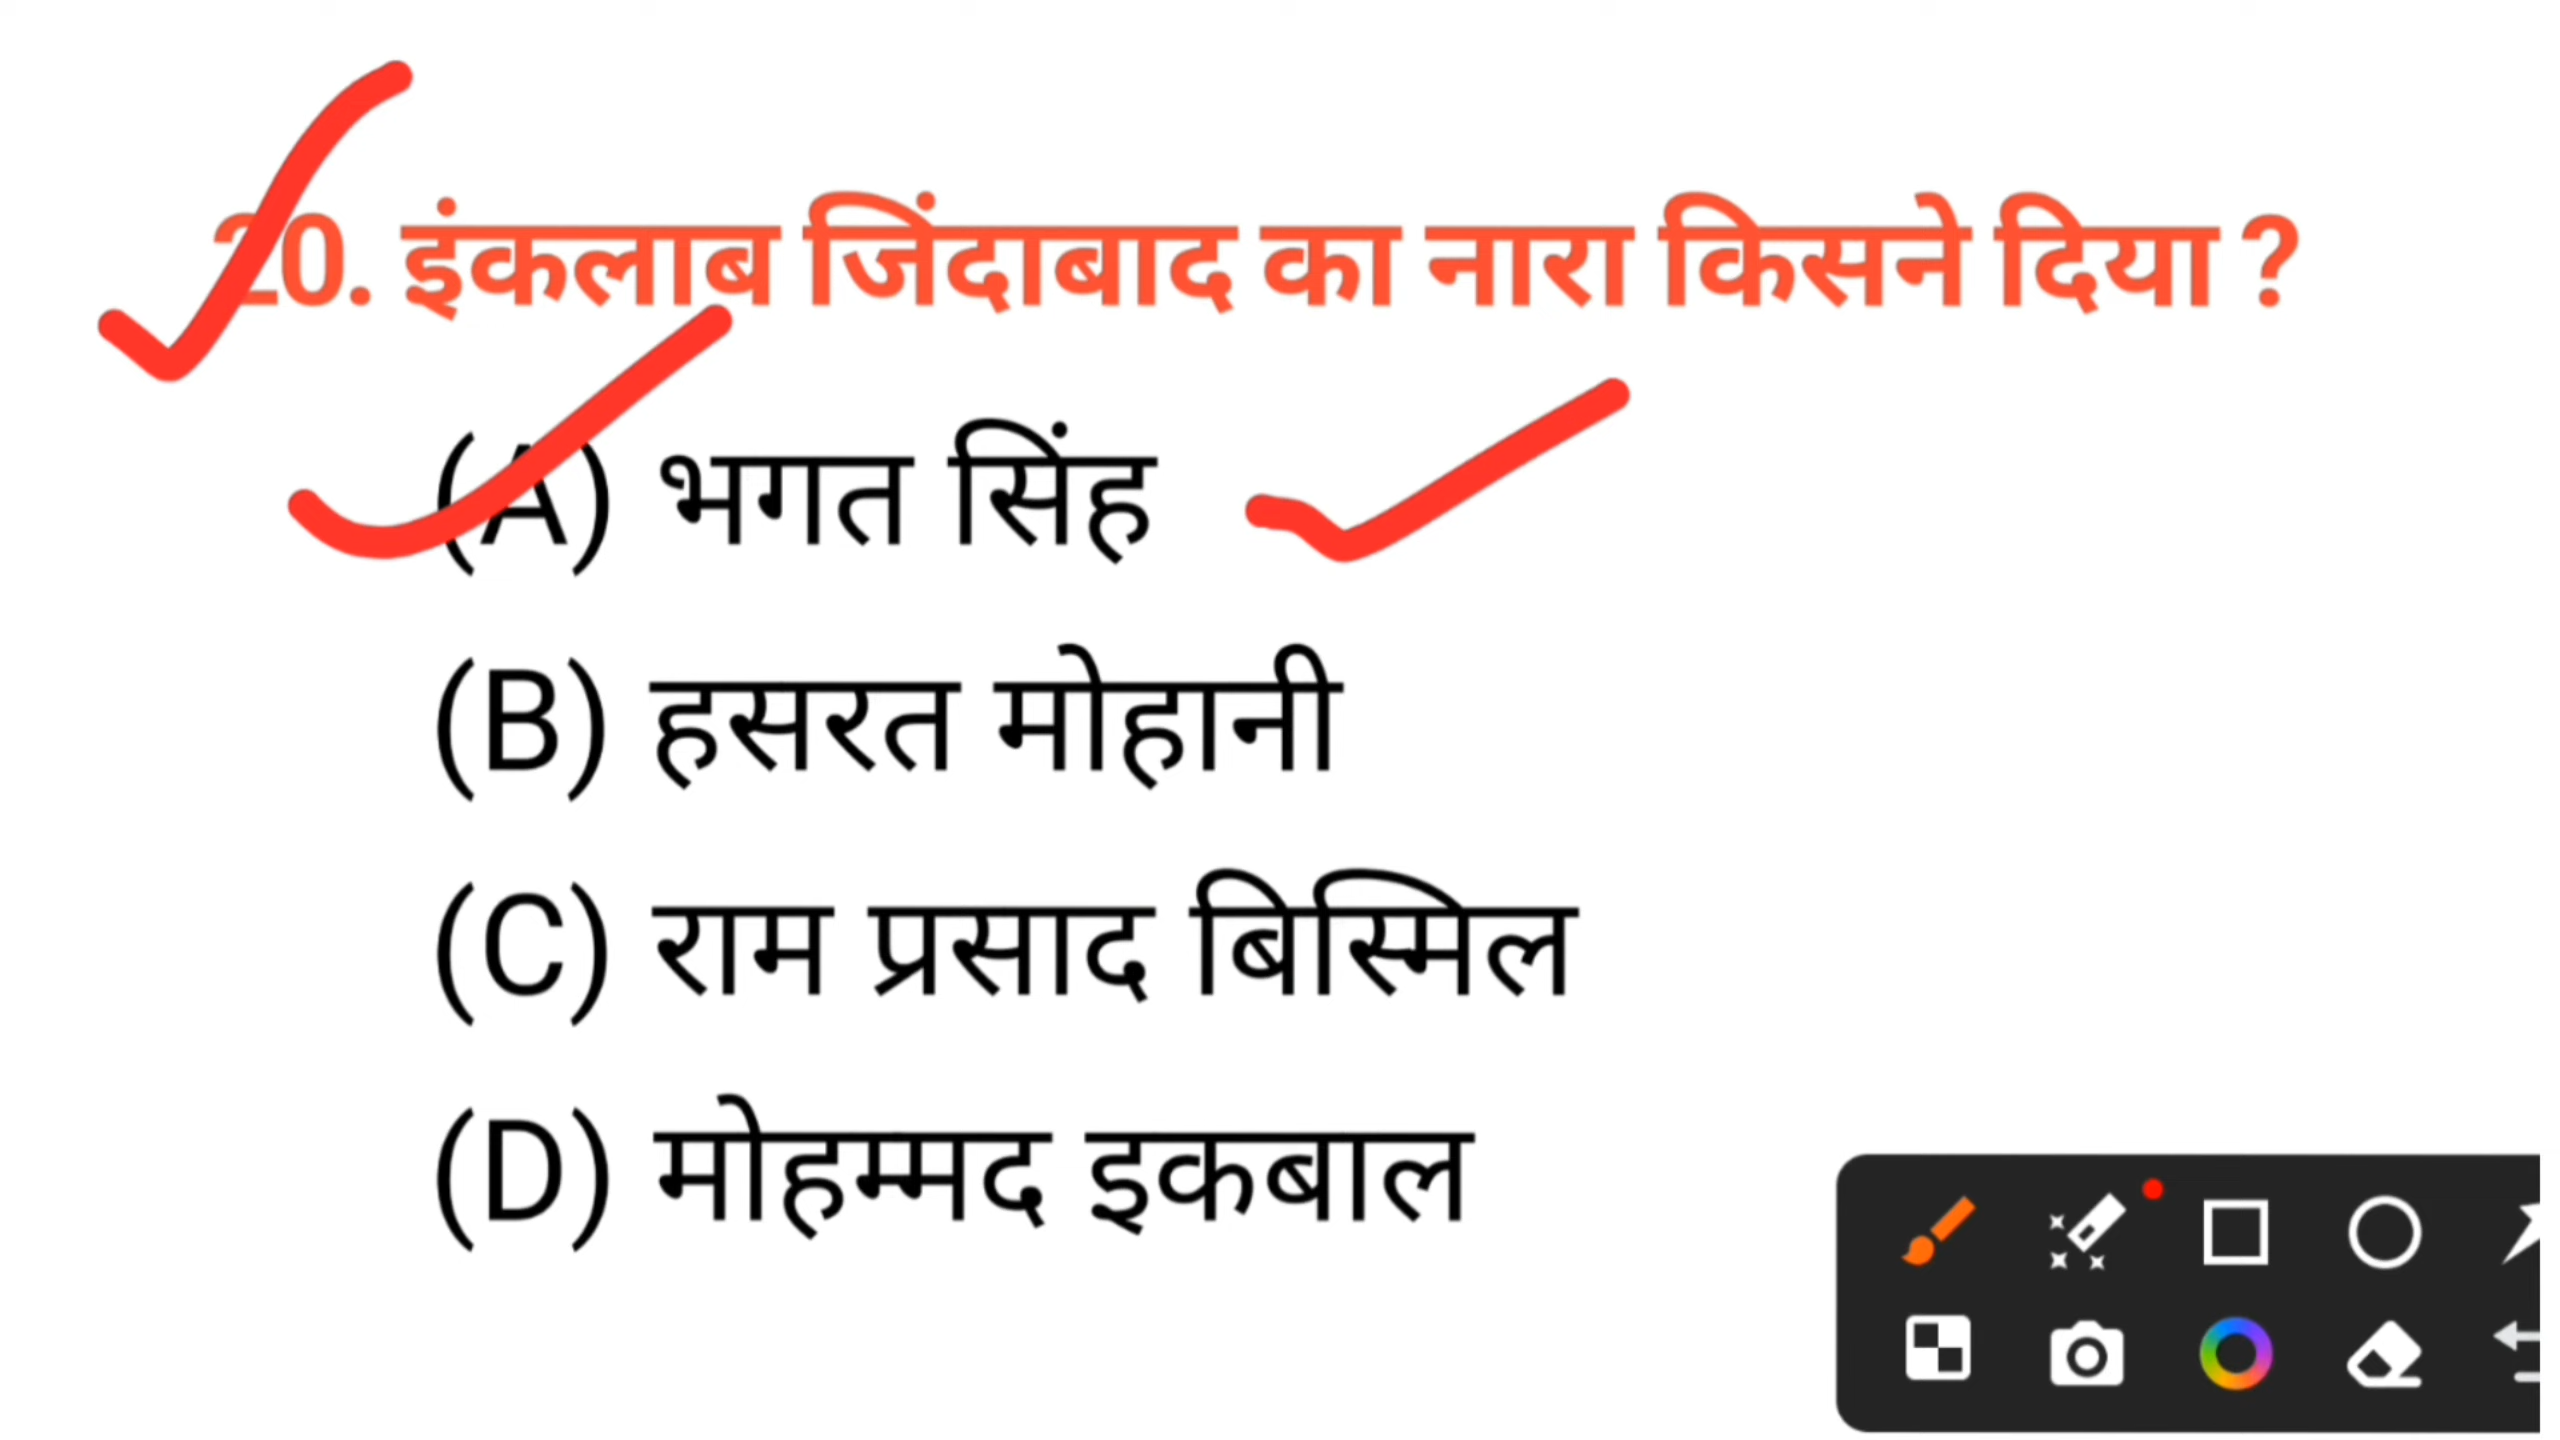 20. इंकलाब जिंदाबाद का नारा किसने दिया ?
(A) भगत सिंह
(B) हसरत मोहानी
(C) राम प्रसाद बिस्मिल
(D) मोहम्मद इकबाल